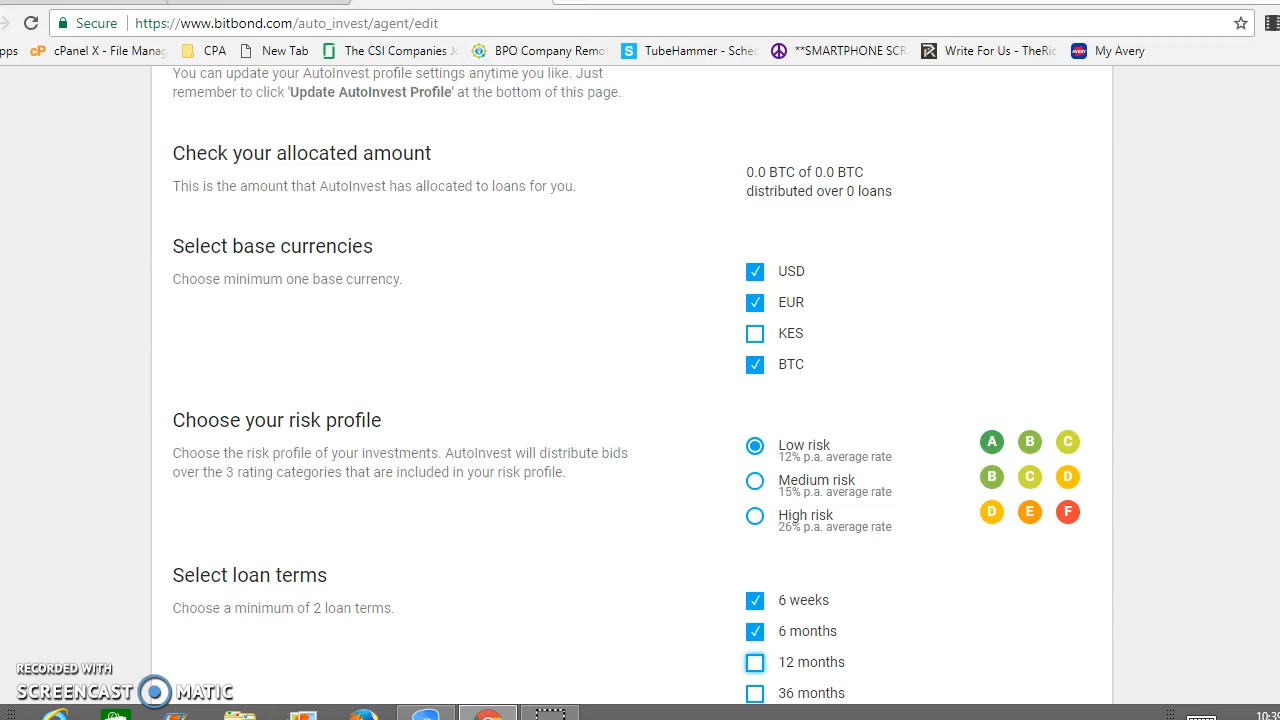 Secure
https://www.bitbond.com/auto_invest/agent/edit
pps cPanel X - File Manag CPA New Tab The CSI Companies Jo BPO Company Remot TubeHammer - Sched **SMARTPHONE SCR Write For Us - TheRic My Avery
You can update your AutoInvest profile settings anytime you like. Just
remember to click 'Update AutoInvest Profile' at the bottom of this page.
Check your allocated amount
This is the amount that AutoInvest has allocated to loans for you.
0.0 BTC of 0.0 BTC
distributed over 0 loans
Select base currencies
Choose minimum one base currency.
USD
EUR
KES
BTC
Choose your risk profile
Choose the risk profile of your investments. AutoInvest will distribute bids
over the 3 rating categories that are included in your risk profile.
Low risk A B C
12% p.a. average rate
Medium risk B C D
15% p.a. average rate
High risk D E F
26% p.a. average rate
Select loan terms
Choose a minimum of 2 loan terms.
6 weeks
6 months
12 months
36 months
RECORDED WITH
SCREENCAST MATIC